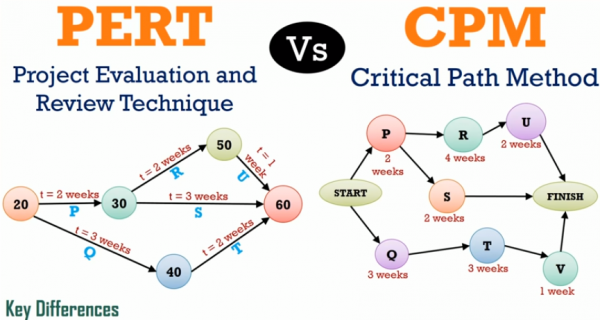 PERT
Vs
CPM
Project Evaluation and
Review Technique
Critical Path Method
20
t = 2 weeks
P
30
t = 2 weeks
R
50
t = 1
week
U
t = 3 weeks
S
60
t = 3 weeks
Q
40
t = 2 weeks
T
START
P
2
weeks
R
4 weeks
U
2 weeks
S
2 weeks
FINISH
Q
3 weeks
T
3 weeks
V
1 week
Key Differences